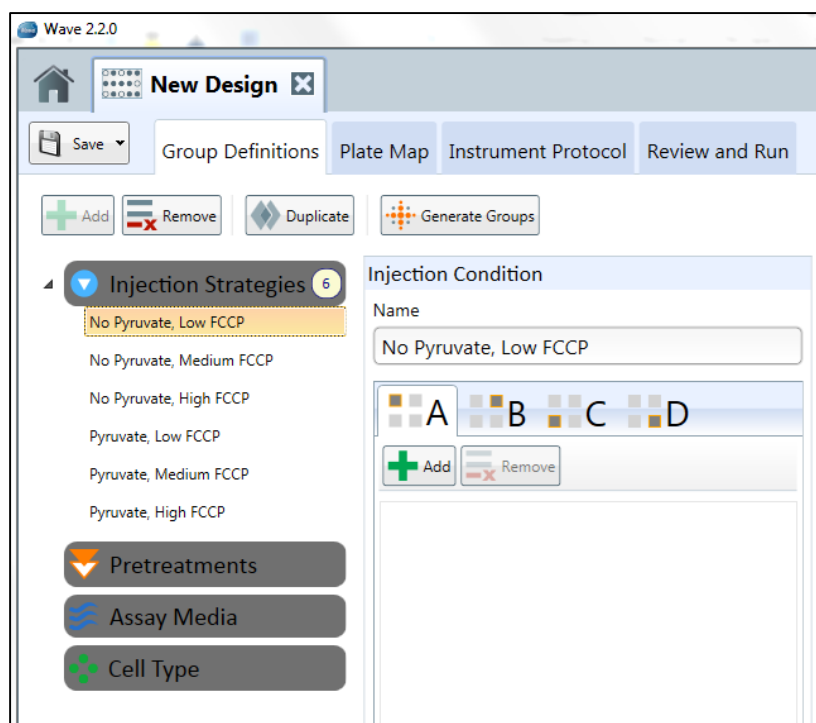 Wave 2.2.0
New Design
Save
Group Definitions
Plate Map
Instrument Protocol
Review and Run
Add
Remove
Duplicate
Generate Groups
Injection Strategies 6
No Pyruvate, Low FCCP
No Pyruvate, Medium FCCP
No Pyruvate, High FCCP
Pyruvate, Low FCCP
Pyruvate, Medium FCCP
Pyruvate, High FCCP
Pretreatments
Assay Media
Cell Type
Injection Condition
Name
No Pyruvate, Low FCCP
A B C D
Add
Remove